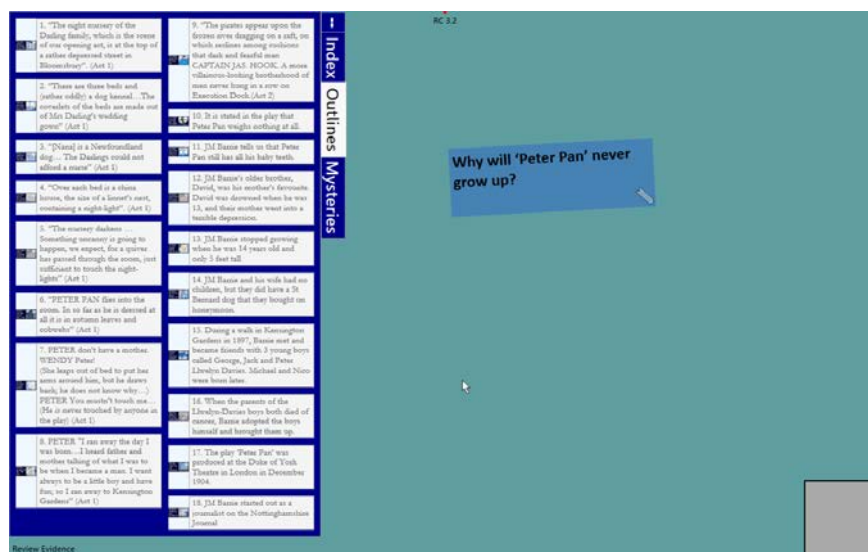 1. "The night nursery of the
Darling family, which is the scene
of our opening act, is at the top of
a rather depressed street in
Bloomsbury". (Act 1)
2. "There are three beds and
(rather oddly) a dog kennel…The
coverlets of the beds are made out
of Mrs Darling's wedding
gown" (Act 1)
3. "[Nana] is a Newfoundland
dog… The Darlings could not
afford a nurse" (Act 1)
4. "Over each bed is a china
house, the size of a linnet's nest,
containing a night-light". (Act 1)
5. "The nursery darkens …
Something uncanny is going to
happen, we expect, for a quiver
has passed through the room, just
sufficient to touch the night-
lights" (Act 1)
6. "PETER PAN flies into the
room. In so far as he is dressed at
all it is in autumn leaves and
cobwebs" (Act 1)
7. PETER don't have a mother.
WENDY Peter!
(She leaps out of bed to put her
arms around him, but he draws
back; he does not know why…)
PETER You mustn't touch me…
(He is never touched by anyone in
the play) (Act 1)
8. PETER "I ran away the day I
was born…I heard father and
mother talking of what I was to
be when I became a man. I want
always to be a little boy and have
fun; so I ran away to Kensington
Gardens" (Act 1)
9. "The pirates appear upon the
frozen river dragging on a raft, on
which reclines among cushions
that dark and fearful man
CAPTAIN JAS. HOOK. A more
villainous-looking brotherhood of
men never hung in a row on
Execution Dock (Act 2)
10. It is stated in the play that
Peter Pan weighs nothing at all.
11. JM Barrie tells us that Peter
Pan still has all his baby teeth.
12. JM Barrie's older brother,
David, was his mother's favourite.
David was drowned when he was
13, and their mother went into a
terrible depression.
13. JM Barrie stopped growing
when he was 14 years old and
only 5 feet tall
14. JM Barrie and his wife had no
children, but they did have a St
Bernard dog that they bought on
honeymoon.
15. During a walk in Kensington
Gardens in 1897, Barrie met and
became friends with 3 young boys
called George, Jack and Peter
Llwelyn Davies. Michael and Nico
were born later.
16. When the parents of the
Llwelyn-Davies boys both died of
cancer, Barrie adopted the boys
himself and brought them up.
17. The play 'Peter Pan' was
produced at the Duke of York
Theatre in London in December
1904.
18. JM Barrie started out as a
journalist on the Nottinghamshire
Journal
Index
Outlines
Mysteries
RC 3.2
Why will 'Peter Pan' never
grow up?
Review Evidence